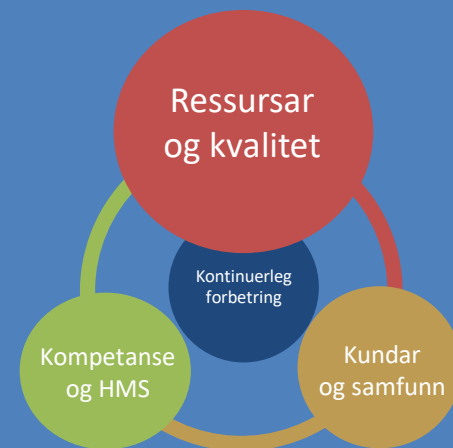 Ressursar
og kvalitet
Kontinuerleg
forbetring
Kompetanse
og HMS
Kundar
og samfunn